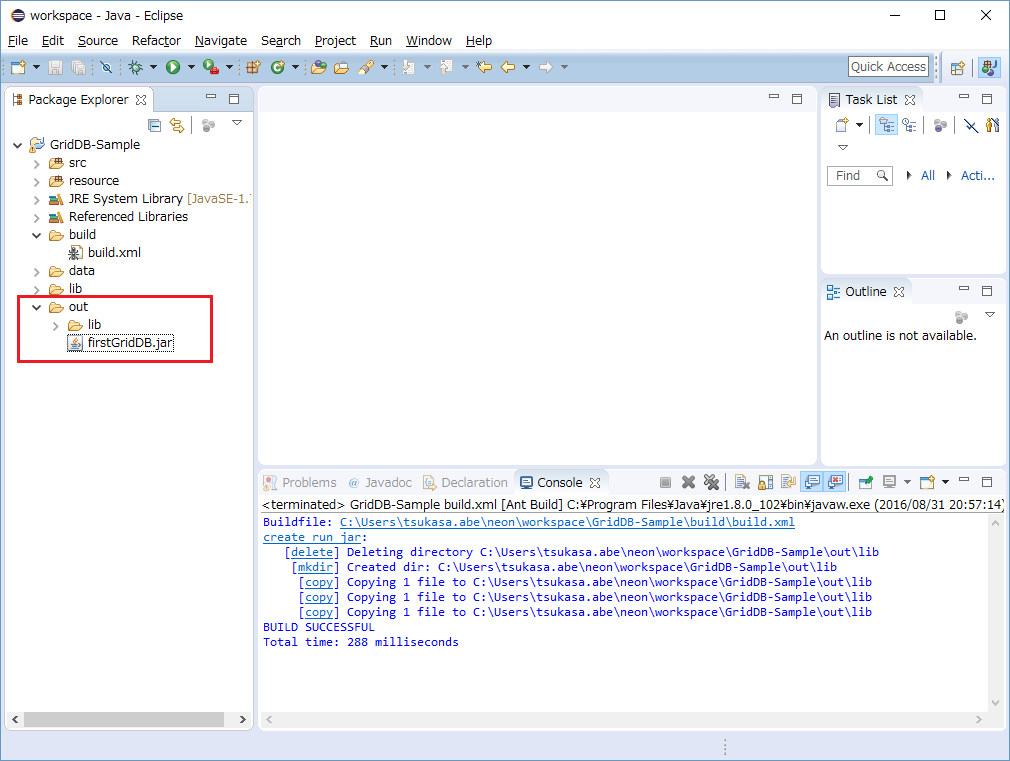 workspace - Java - Eclipse
File Edit Source Refactor Navigate Search Project Run Window Help
Quick Access
Package Explorer
GridDB-Sample
src
resource
JRE System Library [JavaSE-1.
Referenced Libraries
build
build.xml
data
lib
out
lib
firstGridDB.jar
Task List
Find All Acti...
Outline
An outline is not available.
Problems @ Javadoc Declaration Console
<terminated> GridDB-Sample build.xml [Ant Build] C:¥Program Files¥Java¥jre1.8.0_102¥bin¥javaw.exe (2016/08/31 20:57:14)
Buildfile: C:\Users\tsukasa.abe\neon\workspace\GridDB-Sample\build\build.xml
create run jar:
[delete] Deleting directory C:\Users\tsukasa.abe\neon\workspace\GridDB-Sample\out\lib
[mkdir] Created dir: C:\Users\tsukasa.abe\neon\workspace\GridDB-Sample\out\lib
[copy] Copying 1 file to C:\Users\tsukasa.abe\neon\workspace\GridDB-Sample\out\lib
[copy] Copying 1 file to C:\Users\tsukasa.abe\neon\workspace\GridDB-Sample\out\lib
[copy] Copying 1 file to C:\Users\tsukasa.abe\neon\workspace\GridDB-Sample\out\lib
BUILD SUCCESSFUL
Total time: 288 milliseconds